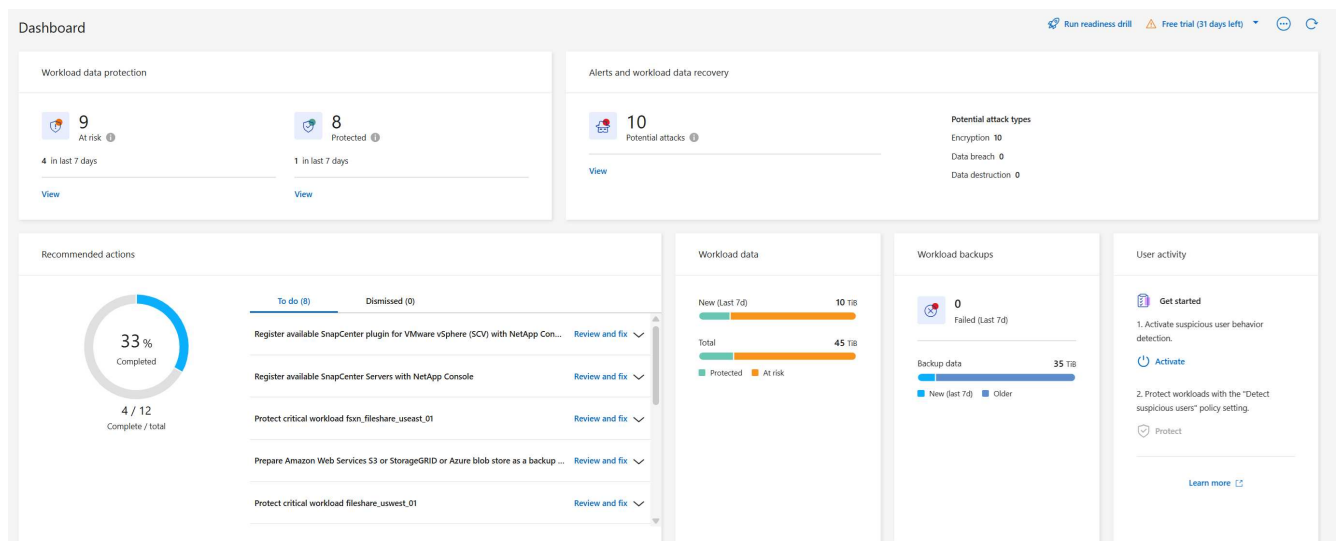 Dashboard
Run readiness drill
Free trial (31 days left)
Workload data protection
9
At risk
4 in last 7 days
View
8
Protected
1 in last 7 days
View
Alerts and workload data recovery
10
Potential attacks
View
Potential attack types
Encryption 10
Data breach 0
Data destruction 0
Recommended actions
33 %
Completed
4 / 12
Complete / total
To do (8)
Dismissed (0)
Register available SnapCenter plugin for VMware vSphere (SCV) with NetApp Con... Review and fix
Register available SnapCenter Servers with NetApp Console Review and fix
Protect critical workload fsxn_fileshare_useast_01 Review and fix
Prepare Amazon Web Services S3 or StorageGRID or Azure blob store as a backup ... Review and fix
Protect critical workload fileshare_uswest_01 Review and fix
Workload data
New (Last 7d) 10 TiB
Total 45 TiB
Protected At risk
Workload backups
0
Failed (Last 7d)
Backup data 35 TiB
New (last 7d) Older
User activity
Get started
1. Activate suspicious user behavior
detection.
Activate
2. Protect workloads with the "Detect
suspicious users" policy setting.
Protect
Learn more